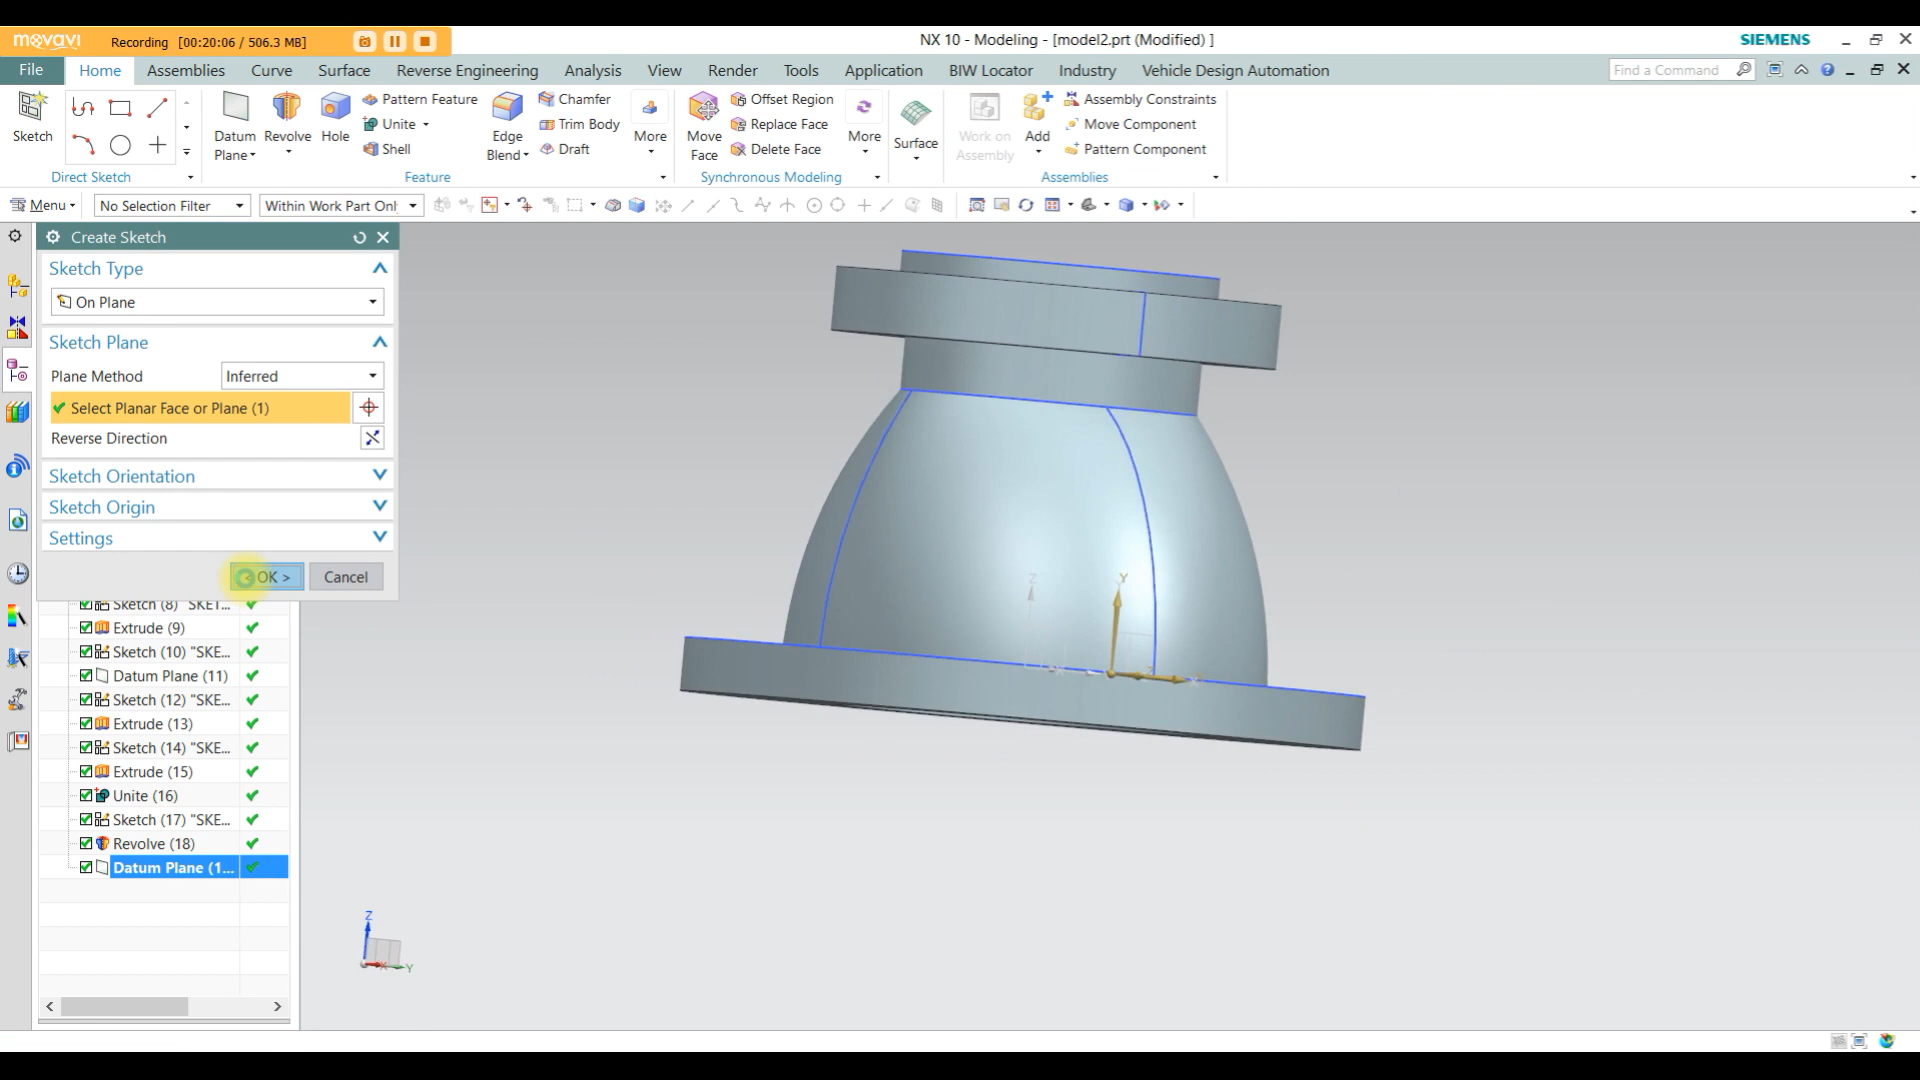 movavi Recording [00:20:06 / 506.3 MB] NX 10 - Modeling - [model2.prt (Modified) ] SIEMENS
File Home Assemblies Curve Surface Reverse Engineering Analysis View Render Tools Application BIW Locator Industry Vehicle Design Automation Find a Command
Sketch
Direct Sketch
Datum Plane
Revolve
Hole
Pattern Feature
Unite
Shell
Edge Blend
Chamfer
Trim Body
Draft
More
Feature
Move Face
Offset Region
Replace Face
Delete Face
More
Synchronous Modeling
Surface
Work on Assembly
Add
Assembly Constraints
Move Component
Pattern Component
Assemblies
Menu No Selection Filter Within Work Part Onl
Create Sketch
Sketch Type
On Plane
Sketch Plane
Plane Method Inferred
Select Planar Face or Plane (1)
Reverse Direction
Sketch Orientation
Sketch Origin
Settings
< OK > Cancel
Sketch (8) "SKET...
Extrude (9)
Sketch (10) "SKE...
Datum Plane (11)
Sketch (12) "SKE...
Extrude (13)
Sketch (14) "SKE...
Extrude (15)
Unite (16)
Sketch (17) "SKE...
Revolve (18)
Datum Plane (1...
Z
Y
X
Z
X
Y